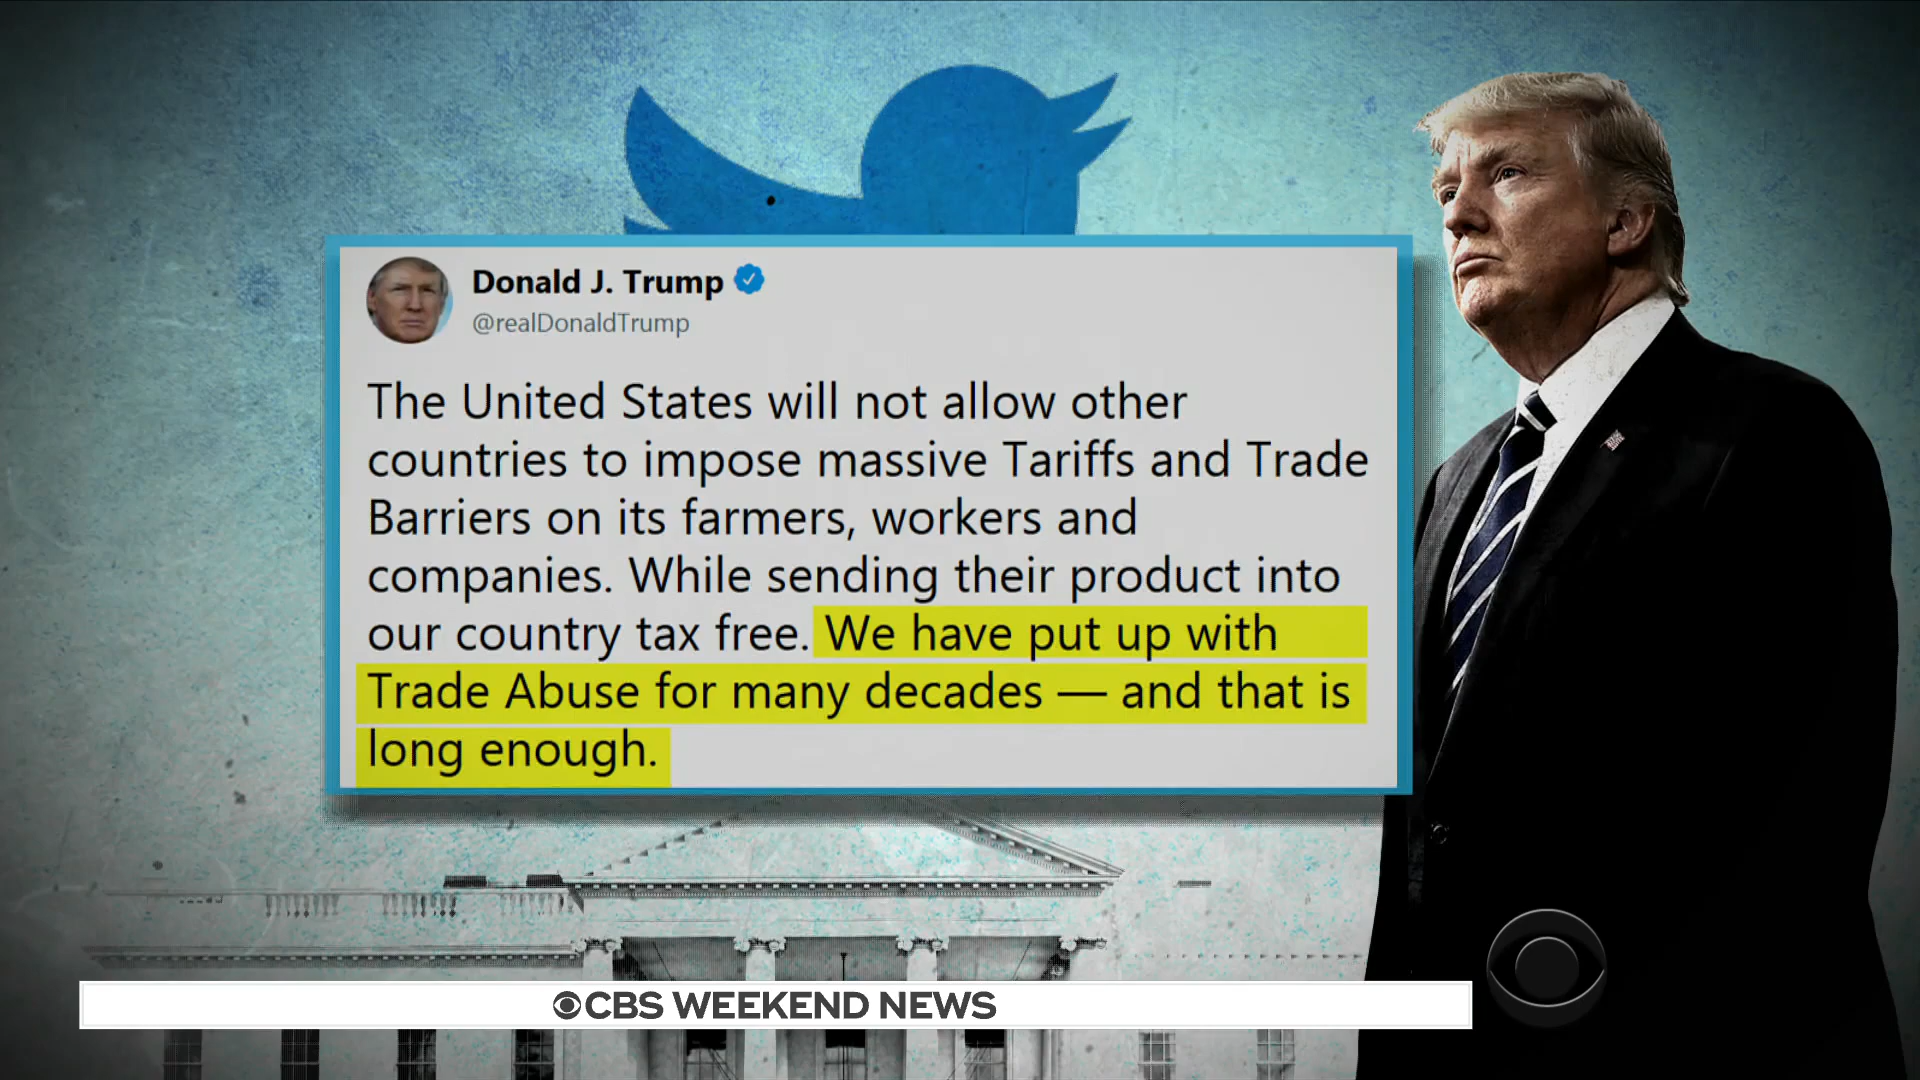 Donald J. Trump
@realDonaldTrump
The United States will not allow other
countries to impose massive Tariffs and Trade
Barriers on its farmers, workers and
companies. While sending their product into
our country tax free. We have put up with
Trade Abuse for many decades — and that is
long enough.
CBS WEEKEND NEWS